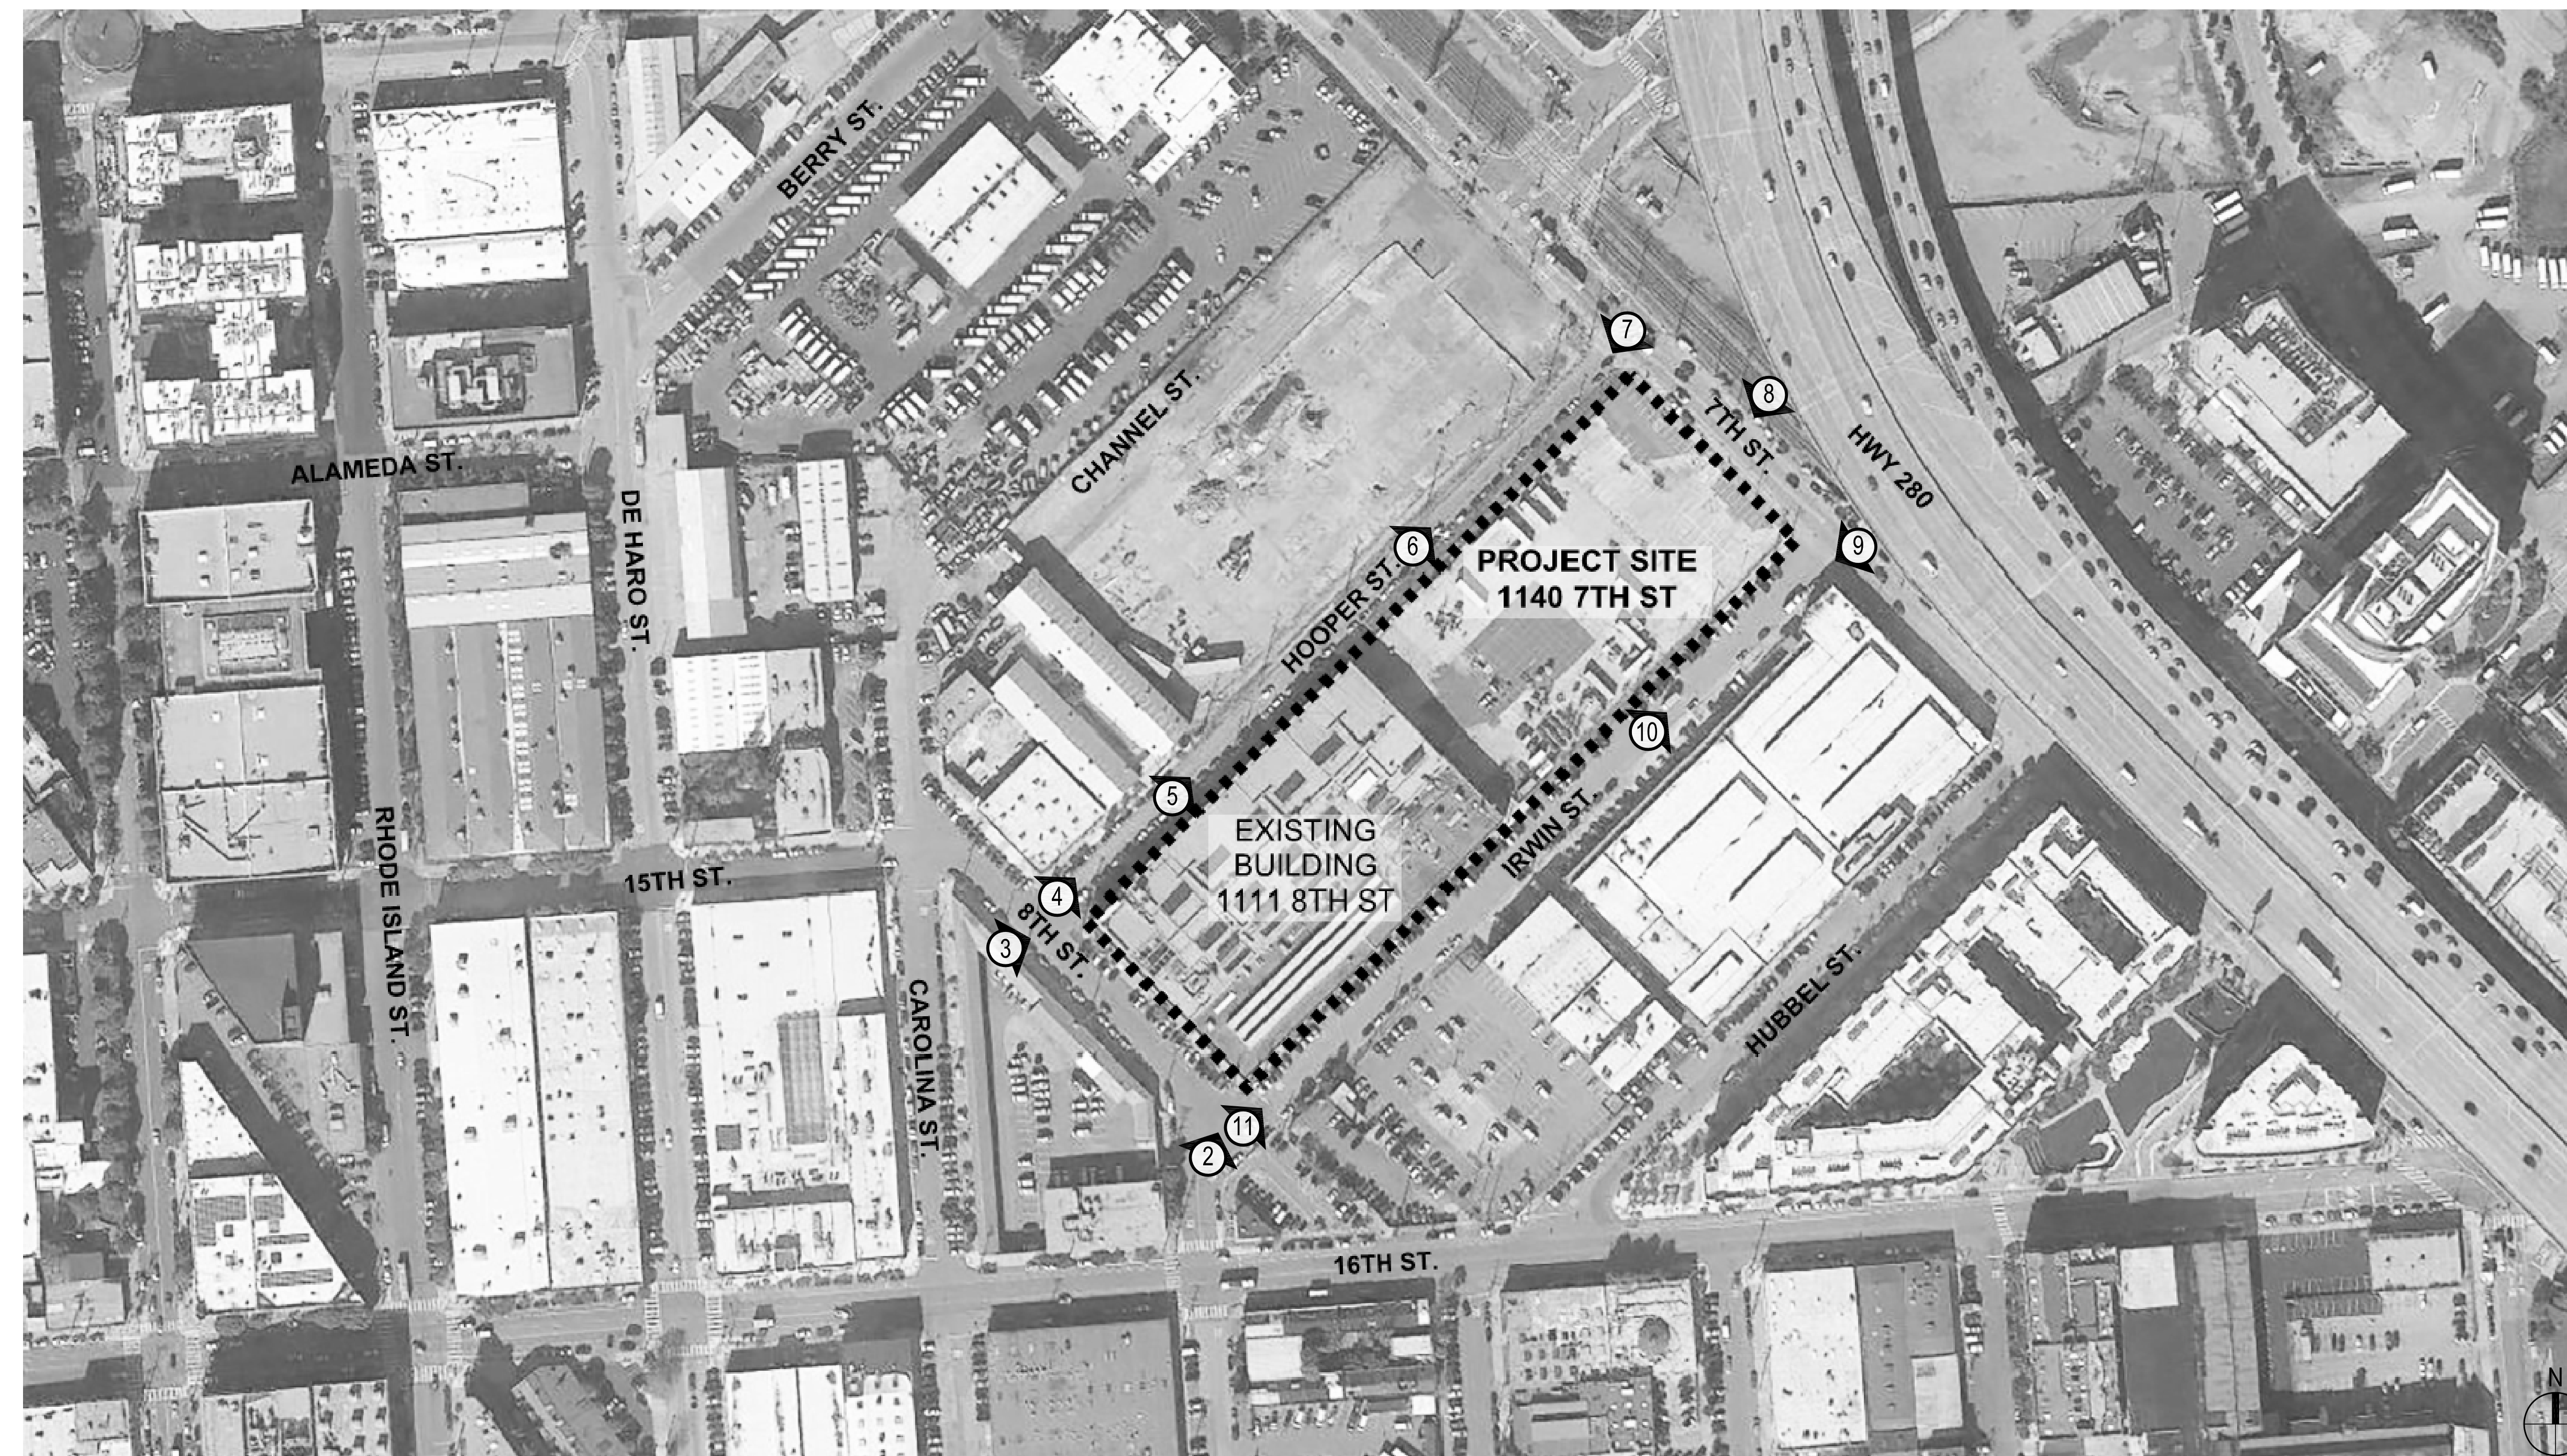 BERRY ST.
7
8
7TH ST.
CHANNEL ST.
HWY 280
ALAMEDA ST.
DE HARO ST.
6
9
PROJECT SITE
1140 7TH ST
HOOPER ST.
10
5
IRWIN ST.
EXISTING
BUILDING
1111 8TH ST
RHODE ISLAND ST.
15TH ST.
4
8TH ST.
3
HUBBEL ST.
CAROLINA ST.
11
2
16TH ST.
N